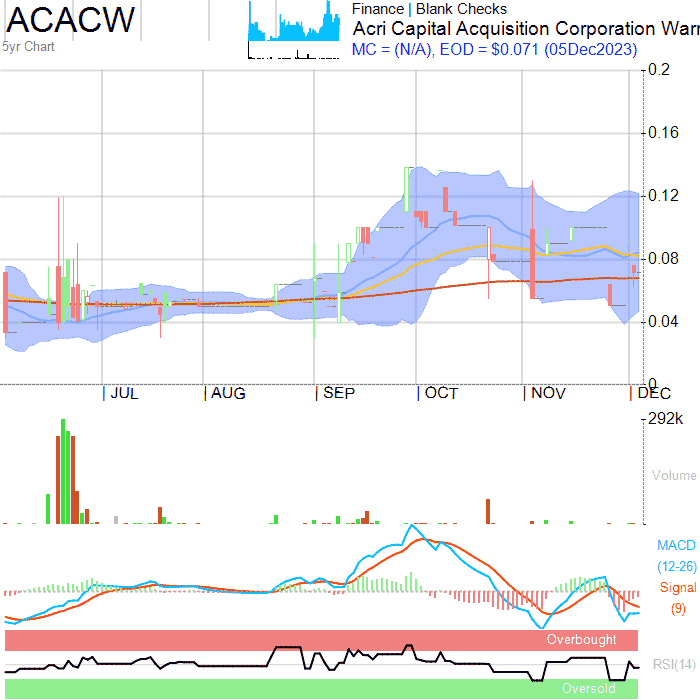 ACACW
5yr Chart
Finance | Blank Checks
Acri Capital Acquisition Corporation Warr
MC = (N/A), EOD = $0.071 (05Dec2023)
0.2
0.16
0.12
0.08
0.04
0
JUL AUG SEP OCT NOV DEC
292k
Volume
MACD
(12-26)
Signal
(9)
Overbought
RSI(14)
Oversold